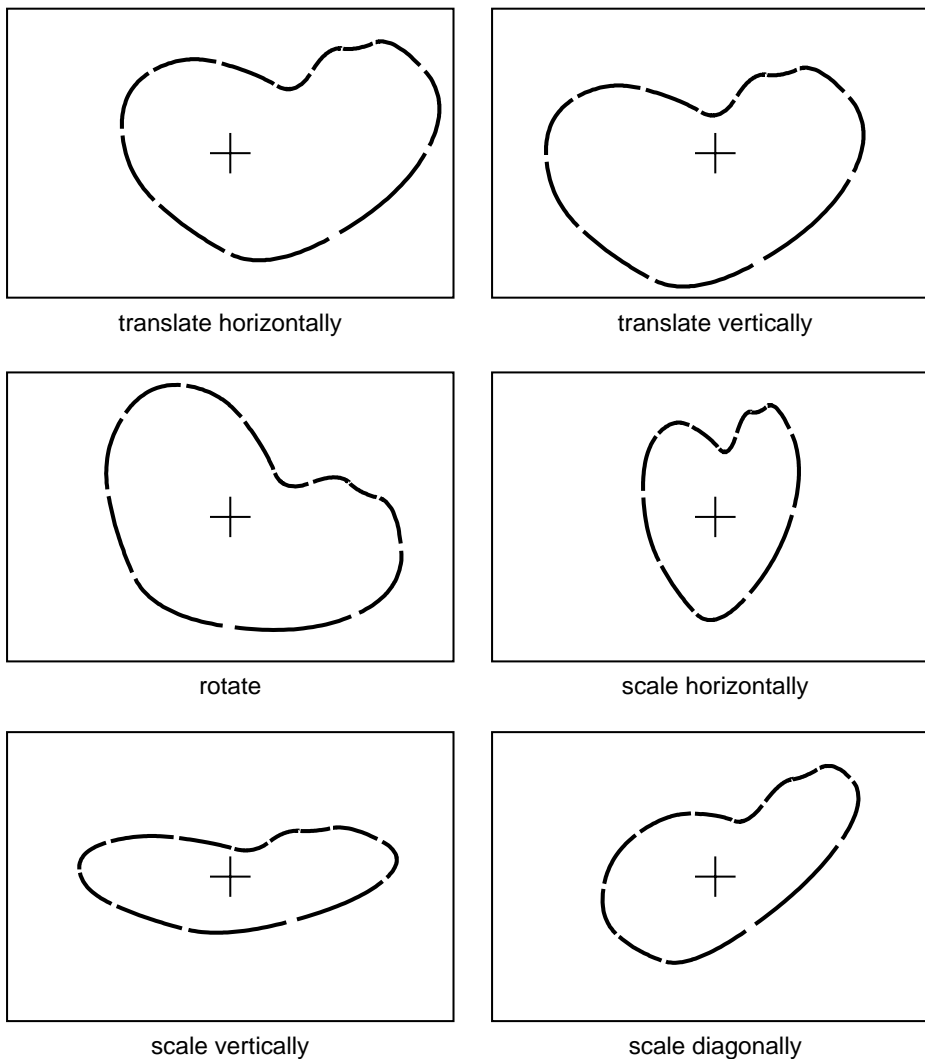 translate horizontally
translate vertically
rotate
scale horizontally
scale vertically
scale diagonally